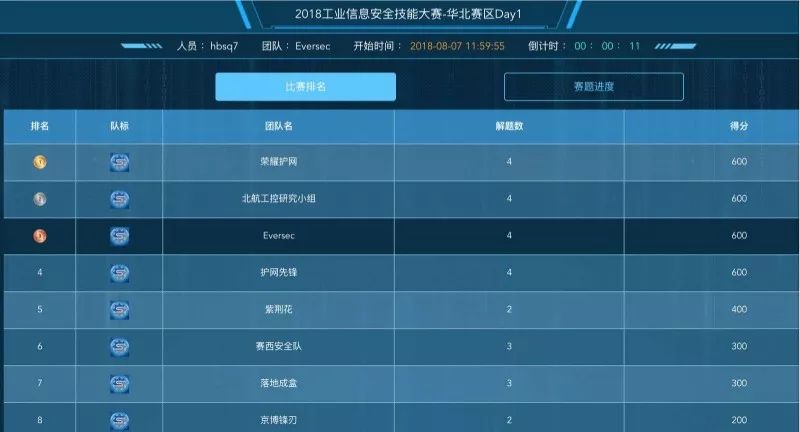 2018工业信息安全技能大赛-华北赛区Day1
人员： hbsq7 团队： Eversec 开始时间： 2018-08-07 11:59:55 倒计时： 00： 00： 11
比赛排名 赛题进度
排名 队标 团队名 解题数 得分
荣耀护网 4 600
北航工控研究小组 4 600
Eversec 4 600
4 护网先锋 4 600
5 紫荆花 2 400
6 赛西安全队 3 300
7 落地成盒 3 300
8 京博锋刃 2 200